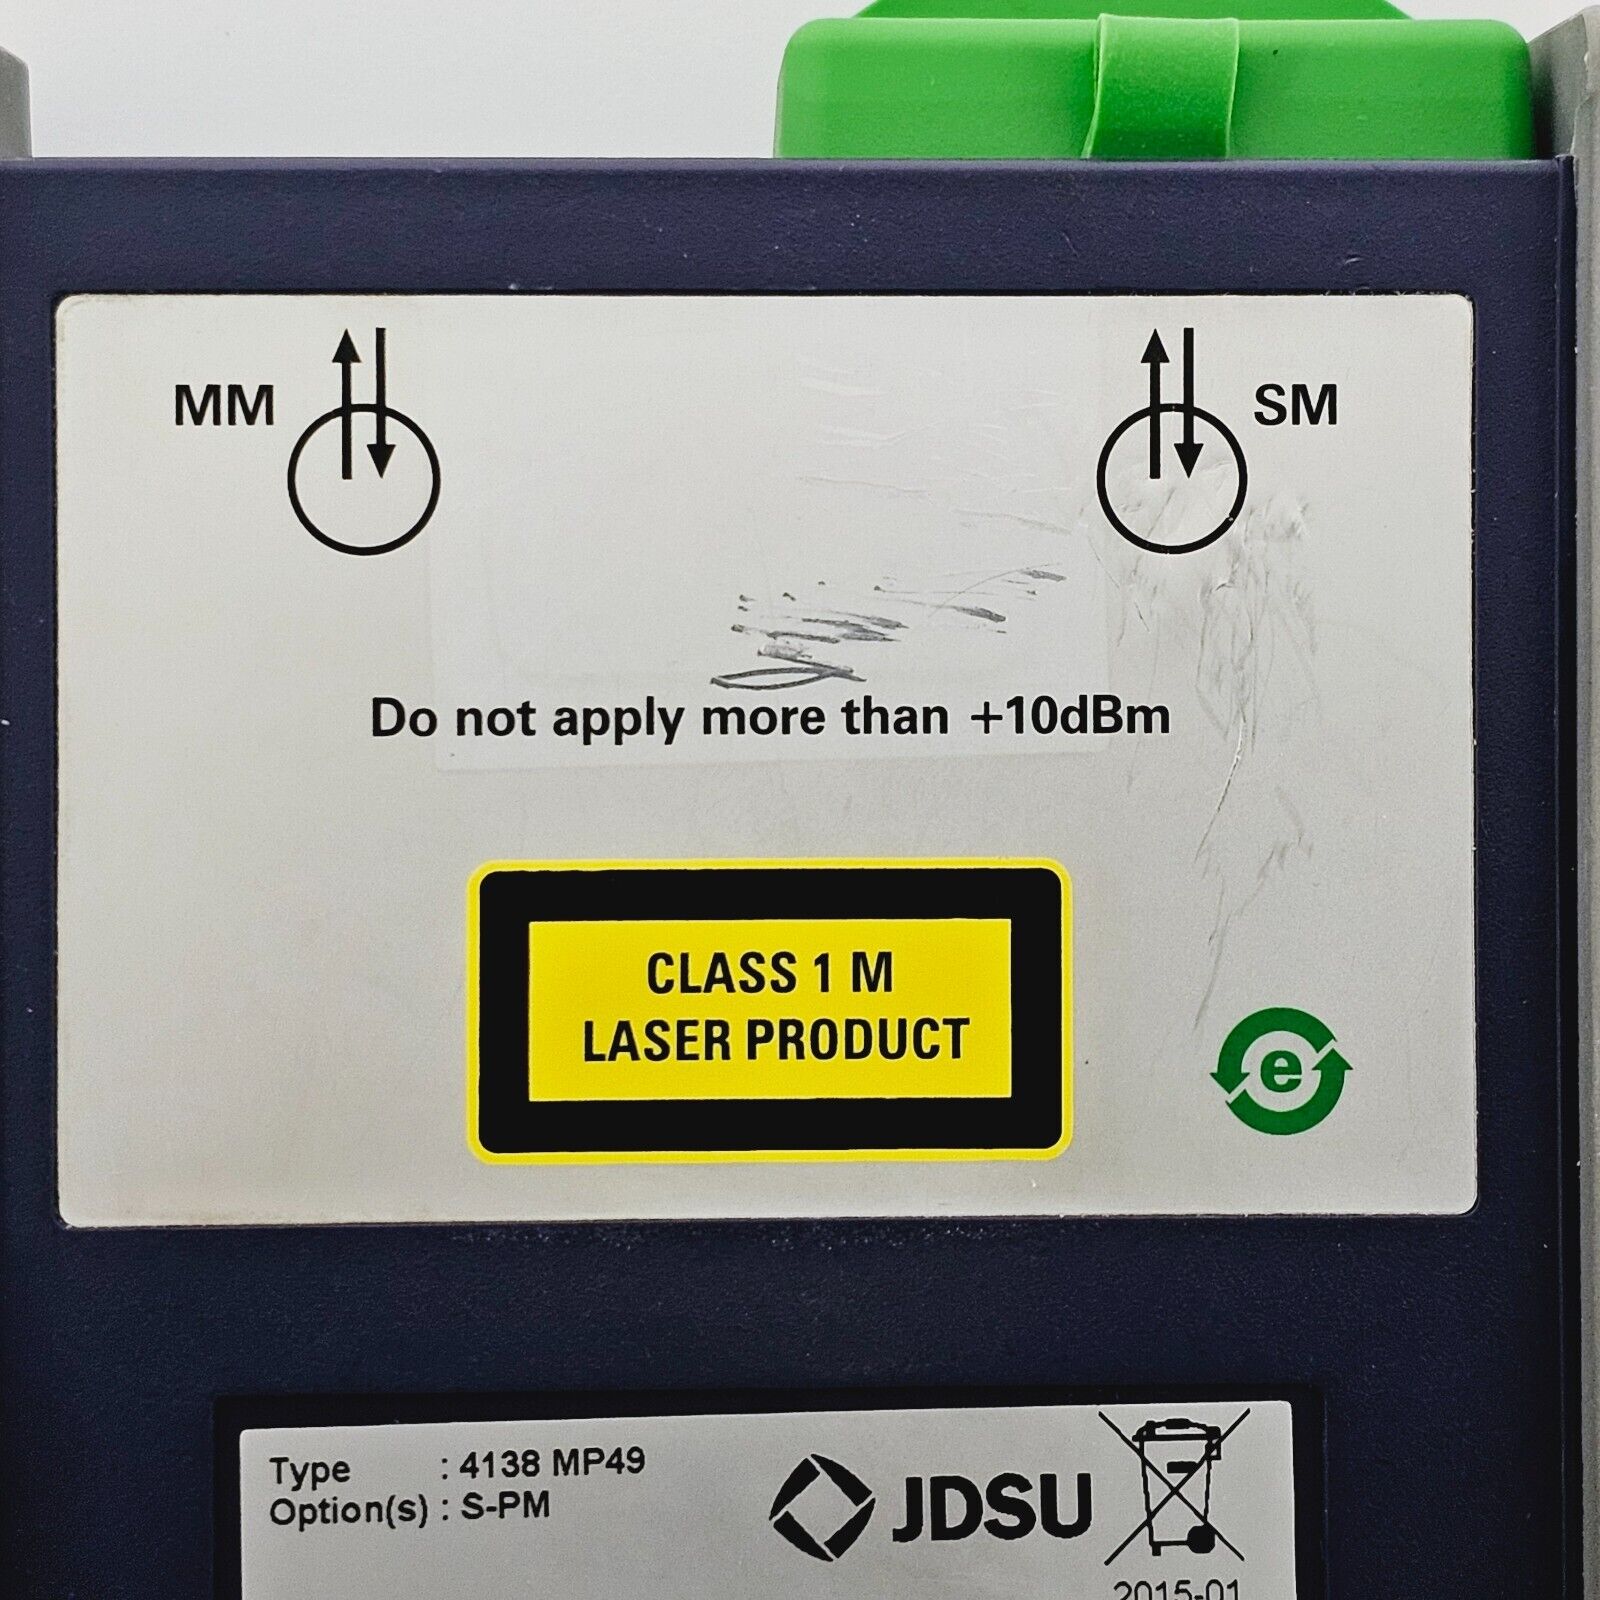 MM
SM
Do not apply more than +10dBm
CLASS 1 M
LASER PRODUCT
e
Type : 4138 MP49
Option(s) : S-PM
JDSU
2015-01